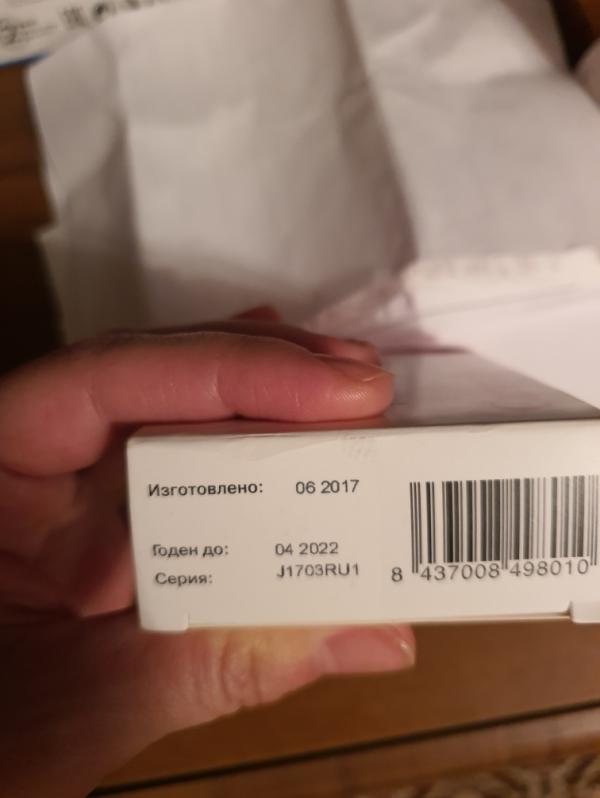 Изготовлено: 06 2017
Годен до: 04 2022
Серия: J1703RU1
8 437008 498010